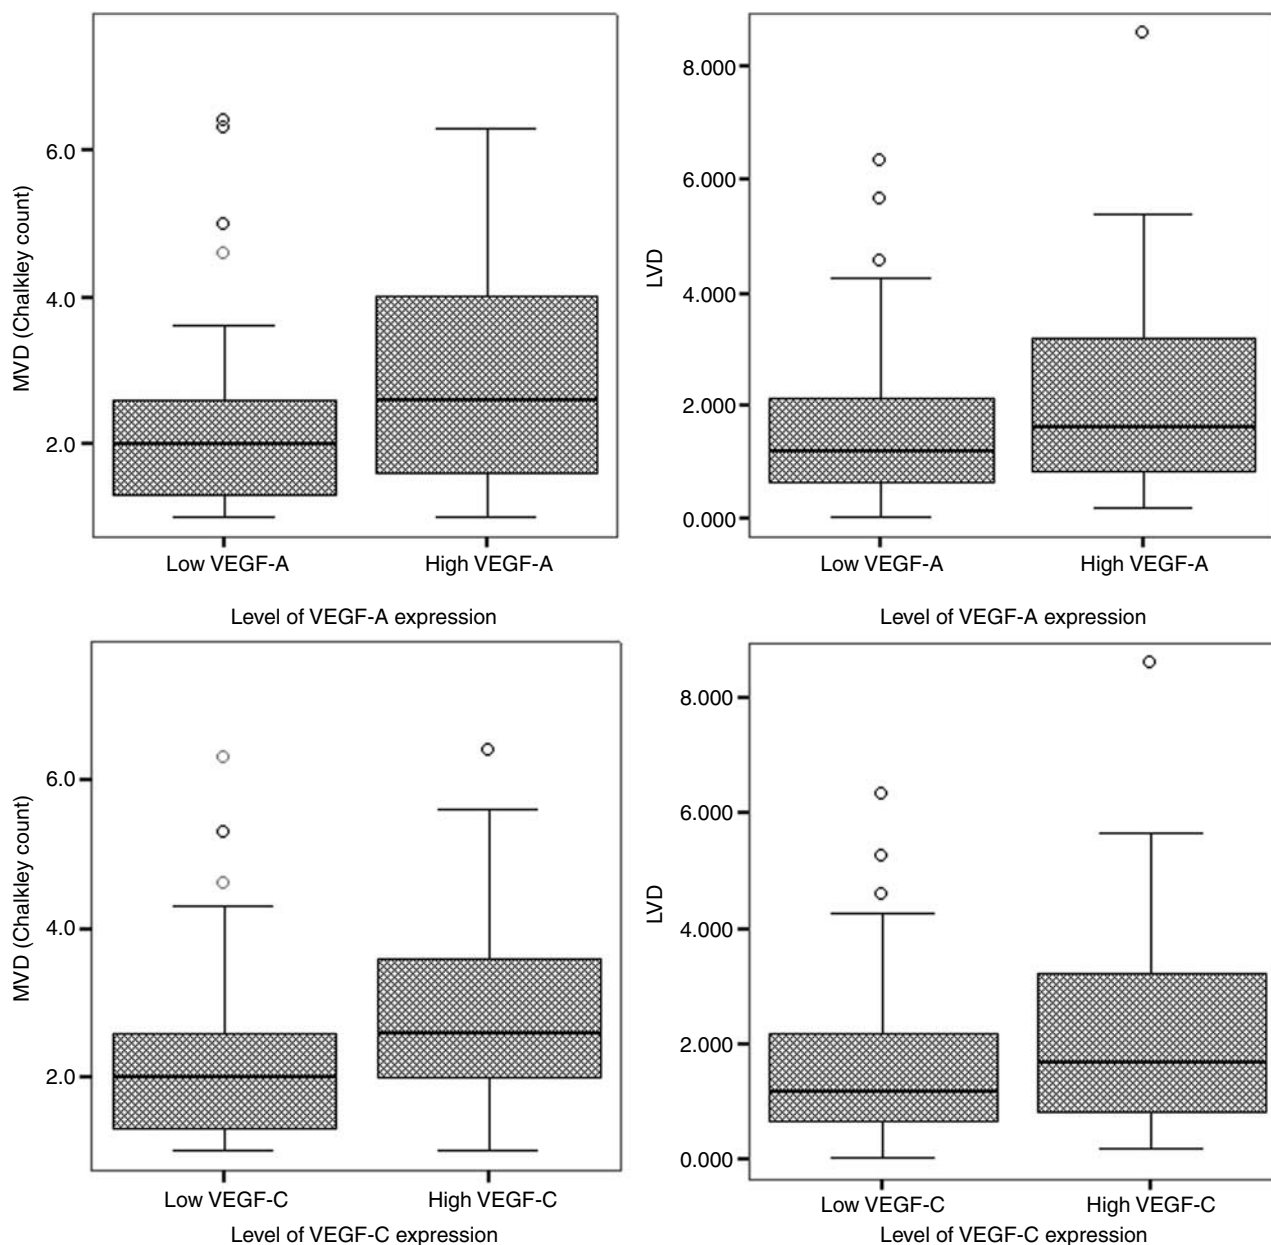 MVD (Chalkley count)
6.0
4.0
2.0
Low VEGF-A
High VEGF-A
Level of VEGF-A expression
LVD
8.000
6.000
4.000
2.000
0.000
Low VEGF-A
High VEGF-A
Level of VEGF-A expression
MVD (Chalkley count)
6.0
4.0
2.0
Low VEGF-C
High VEGF-C
Level of VEGF-C expression
LVD
8.000
6.000
4.000
2.000
0.000
Low VEGF-C
High VEGF-C
Level of VEGF-C expression